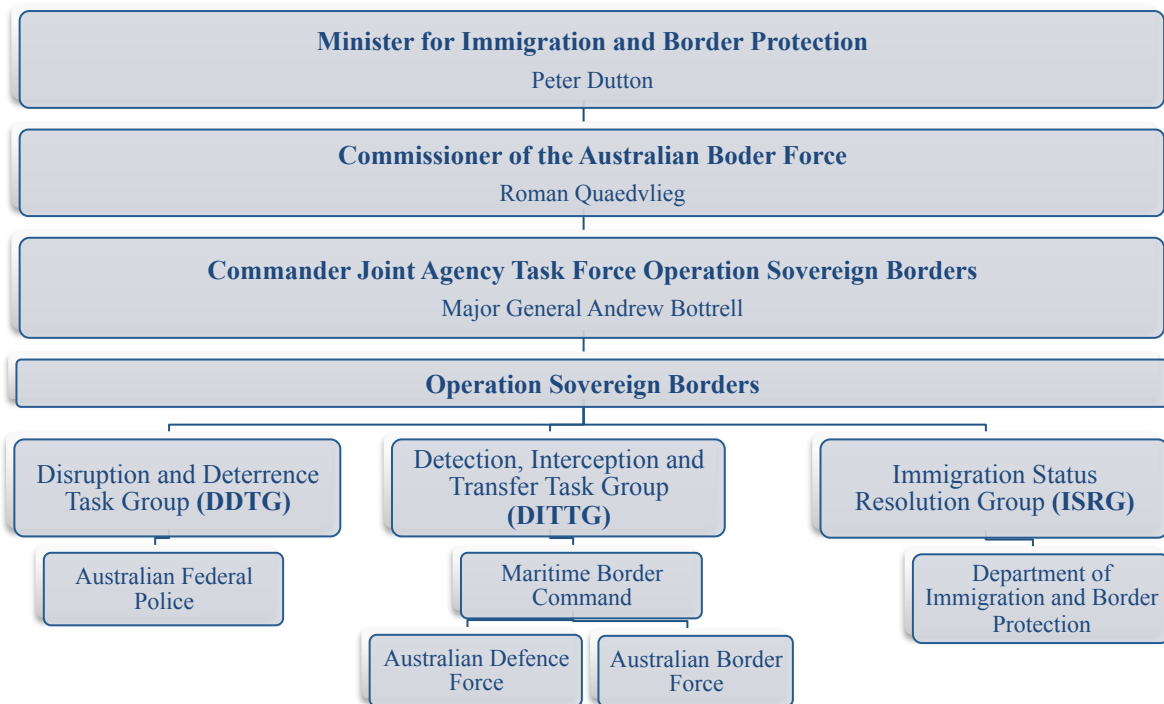 Minister for Immigration and Border Protection
Peter Dutton
Commissioner of the Australian Boder Force
Roman Quaedvlieg
Commander Joint Agency Task Force Operation Sovereign Borders
Major General Andrew Bottrell
Operation Sovereign Borders
Disruption and Deterrence
Task Group (DDTG)
Detection, Interception and
Transfer Task Group
(DITTG)
Immigration Status
Resolution Group (ISRG)
Australian Federal
Police
Maritime Border
Command
Department of
Immigration and Border
Protection
Australian Defence
Force
Australian Border
Force